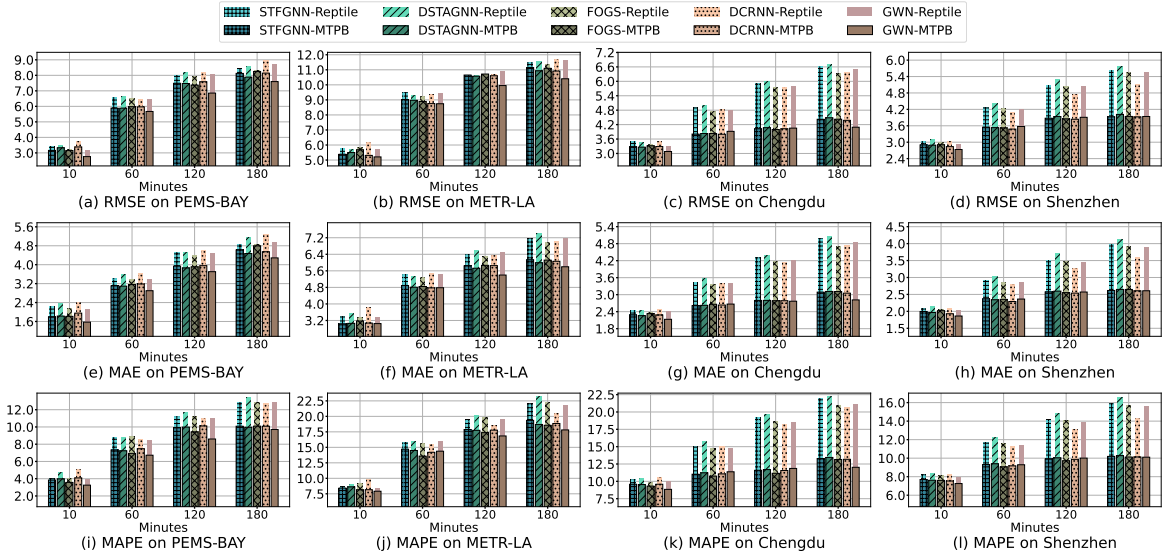 STFGNN-Reptile DSTAGNN-Reptile FOGS-Reptile DCRNN-Reptile GWN-Reptile
STFGNN-MTPB DSTAGNN-MTPB FOGS-MTPB DCRNN-MTPB GWN-MTPB
9.0
8.0
7.0
6.0
5.0
4.0
3.0
10 60 120 180
Minutes
(a) RMSE on PEMS-BAY
12.0
11.0
10.0
9.0
8.0
7.0
6.0
5.0
10 60 120 180
Minutes
(b) RMSE on METR-LA
7.2
6.6
6.0
5.4
4.8
4.2
3.6
3.0
10 60 120 180
Minutes
(c) RMSE on Chengdu
6.0
5.4
4.8
4.2
3.6
3.0
2.4
10 60 120 180
Minutes
(d) RMSE on Shenzhen
5.6
4.8
4.0
3.2
2.4
1.6
10 60 120 180
Minutes
(e) MAE on PEMS-BAY
7.2
6.4
5.6
4.8
4.0
3.2
10 60 120 180
Minutes
(f) MAE on METR-LA
5.4
4.8
4.2
3.6
3.0
2.4
1.8
10 60 120 180
Minutes
(g) MAE on Chengdu
4.5
4.0
3.5
3.0
2.5
2.0
1.5
10 60 120 180
Minutes
(h) MAE on Shenzhen
12.0
10.0
8.0
6.0
4.0
2.0
10 60 120 180
Minutes
(i) MAPE on PEMS-BAY
22.5
20.0
17.5
15.0
12.5
10.0
7.5
10 60 120 180
Minutes
(j) MAPE on METR-LA
22.5
20.0
17.5
15.0
12.5
10.0
7.5
10 60 120 180
Minutes
(k) MAPE on Chengdu
16.0
14.0
12.0
10.0
8.0
6.0
10 60 120 180
Minutes
(l) MAPE on Shenzhen